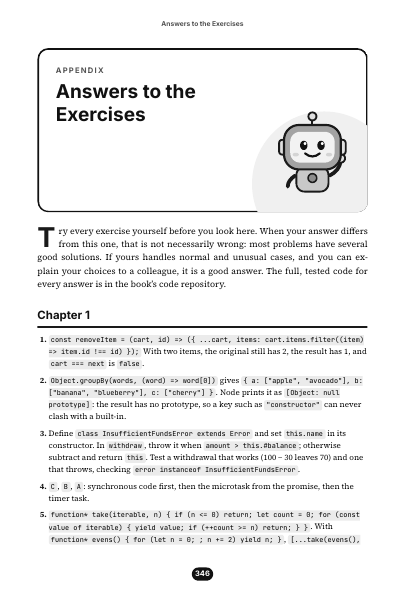 Answers to the Exercises
APPENDIX
Answers to the
Exercises
Try every exercise yourself before you look here. When your answer differs
from this one, that is not necessarily wrong: most problems have several
good solutions. If yours handles normal and unusual cases, and you can ex-
plain your choices to a colleague, it is a good answer. The full, tested code for
every answer is in the book's code repository.
Chapter 1
1. const removeItem = (cart, id) => ({ ...cart, items: cart.items.filter((item)
=> item.id !== id) }); With two items, the original still has 2, the result has 1, and
cart === next is false.
2. Object.groupBy(words, (word) => word[0]) gives { a: ["apple", "avocado"], b:
["banana", "blueberry"], c: ["cherry"] }. Node prints it as [Object: null
prototype]: the result has no prototype, so a key such as "constructor" can never
clash with a built-in.
3. Define class InsufficientFundsError extends Error and set this.name in its
constructor. In withdraw, throw it when amount > this.#balance; otherwise
subtract and return this. Test a withdrawal that works (100 – 30 leaves 70) and one
that throws, checking error instanceof InsufficientFundsError.
4. C, B, A: synchronous code first, then the microtask from the promise, then the
timer task.
5. function* take(iterable, n) { if (n <= 0) return; let count = 0; for (const
value of iterable) { yield value; if (++count >= n) return; } }. With
function* evens() { for (let n = 0; ; n += 2) yield n; }, [...take(evens(),
346